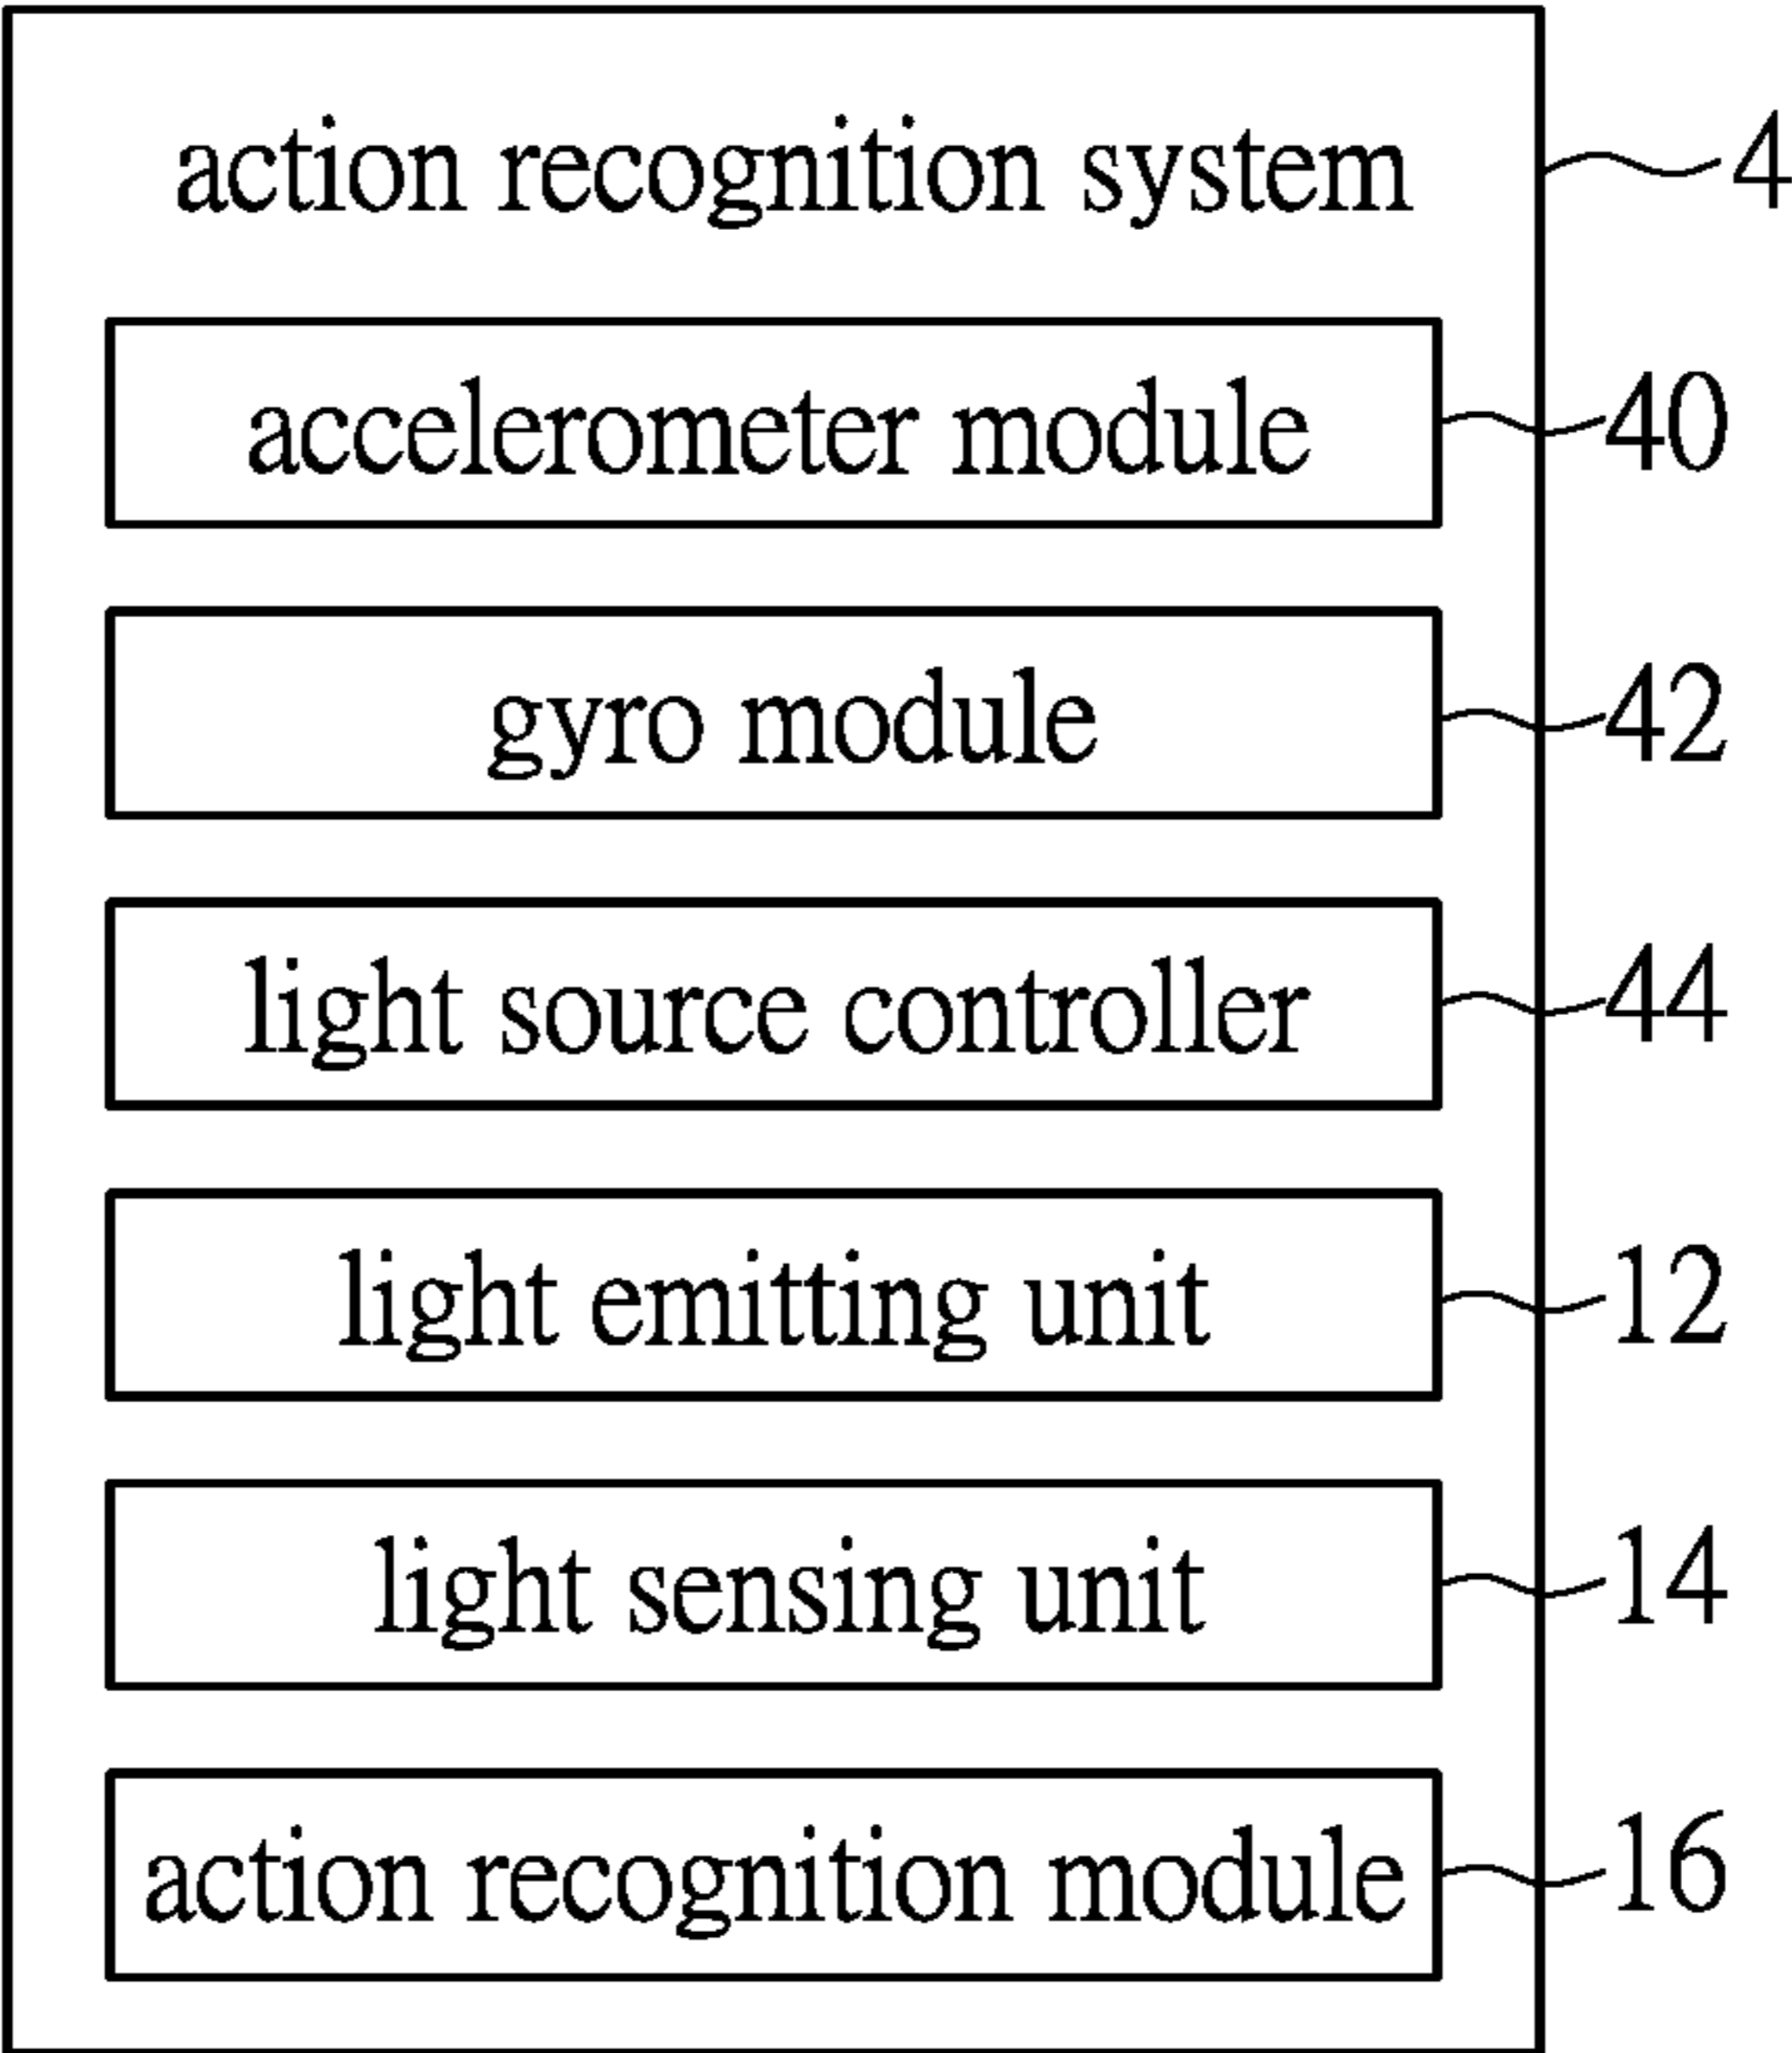 action recognition system 4
accelerometer module 40
gyro module 42
light source controller 44
light emitting unit 12
light sensing unit 14
action recognition module 16